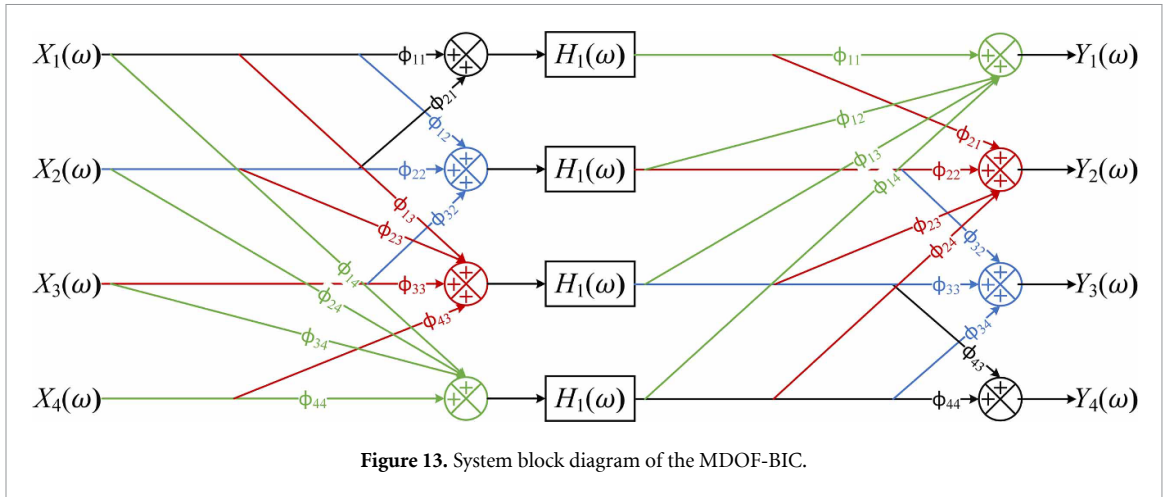 X₁(ω) ϕ₁₁ H₁(ω) ϕ₁₁ Y₁(ω)
ϕ₂₁ ϕ₁₂ ϕ₁₂ ϕ₂₁
ϕ₁₃ ϕ₁₄
X₂(ω) ϕ₂₂ H₁(ω) ϕ₂₂ Y₂(ω)
ϕ₁₃ ϕ₂₃ ϕ₃₂ ϕ₂₃ ϕ₂₄ ϕ₃₂
X₃(ω) ϕ₁₄ ϕ₃₃ H₁(ω) ϕ₃₃ Y₃(ω)
ϕ₂₄ ϕ₃₄ ϕ₄₃ ϕ₃₄ ϕ₄₃
X₄(ω) ϕ₄₄ H₁(ω) ϕ₄₄ Y₄(ω)
Figure 13. System block diagram of the MDOF-BIC.